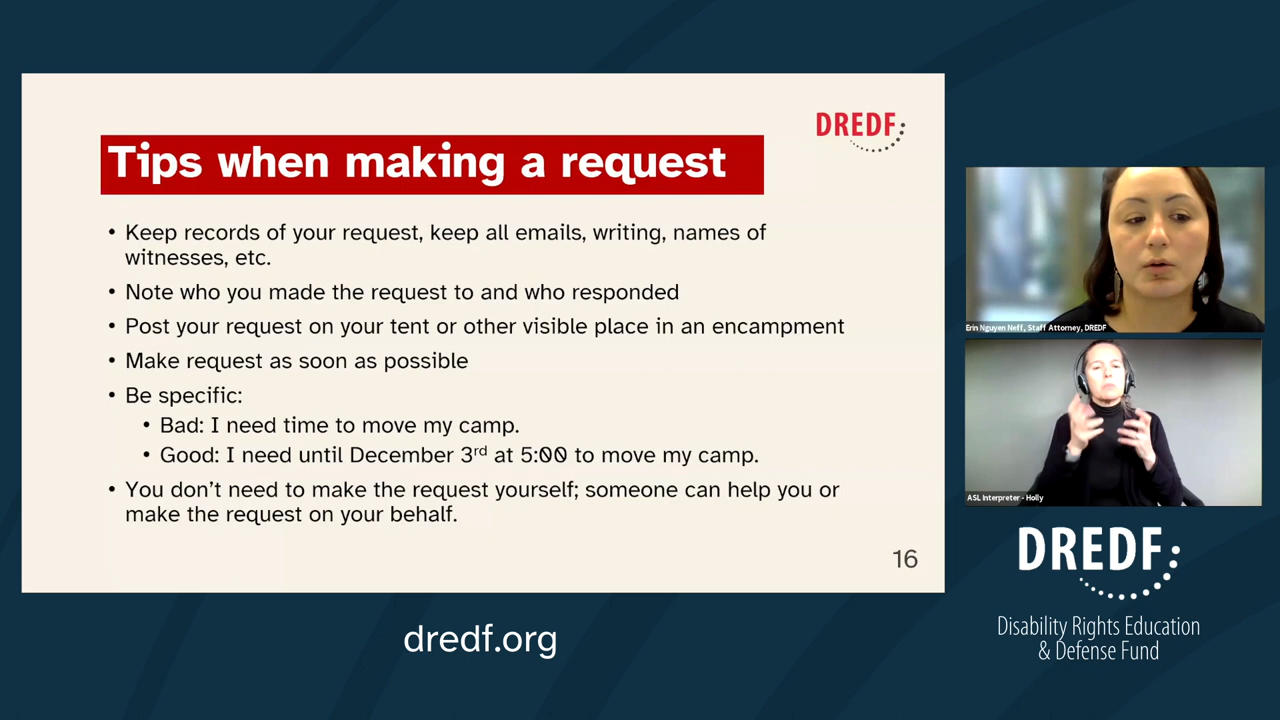 DREDF
Tips when making a request
• Keep records of your request, keep all emails, writing, names of
witnesses, etc.
• Note who you made the request to and who responded
• Post your request on your tent or other visible place in an encampment
• Make request as soon as possible
• Be specific:
• Bad: I need time to move my camp.
• Good: I need until December 3rd at 5:00 to move my camp.
• You don’t need to make the request yourself; someone can help you or
make the request on your behalf.
16
Erin Nguyen Neff, Staff Attorney, DREDF
ASL Interpreter - Holly
DREDF
Disability Rights Education
& Defense Fund
dredf.org